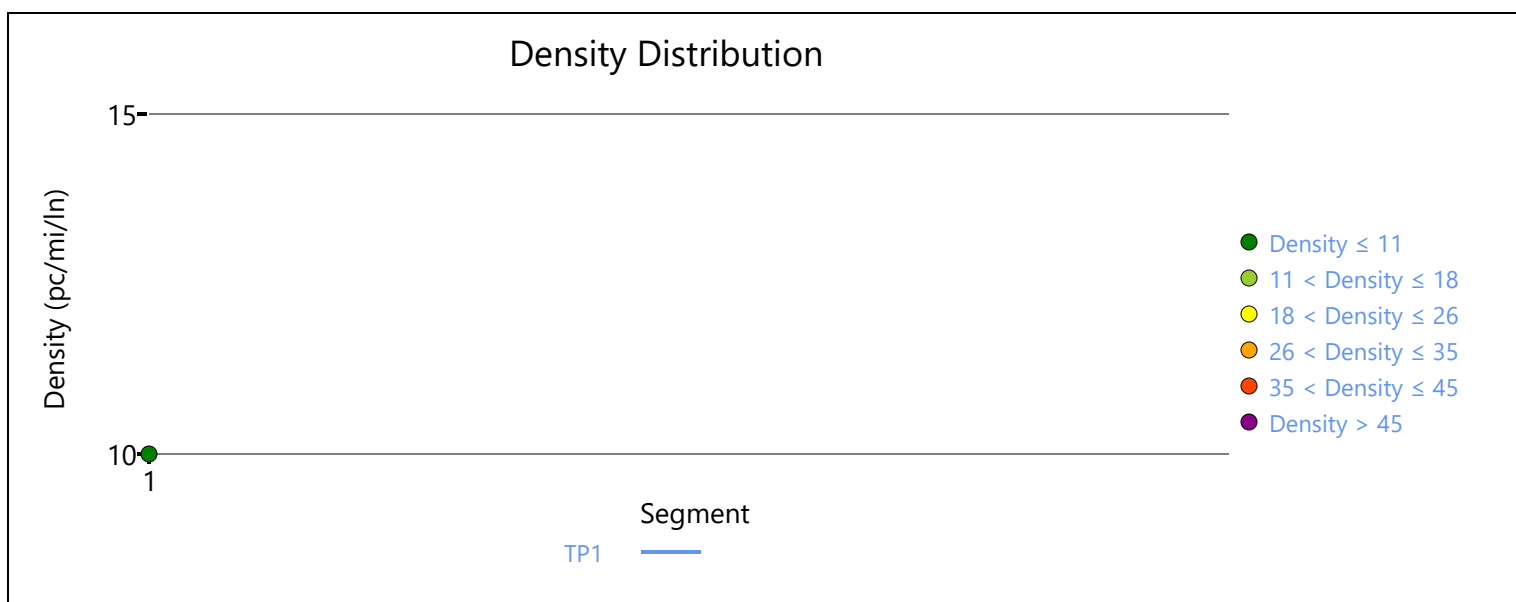 Density Distribution
15
Density (pc/mi/ln)
10
1
Segment
TP1
Density ≤ 11
11 < Density ≤ 18
18 < Density ≤ 26
26 < Density ≤ 35
35 < Density ≤ 45
Density > 45